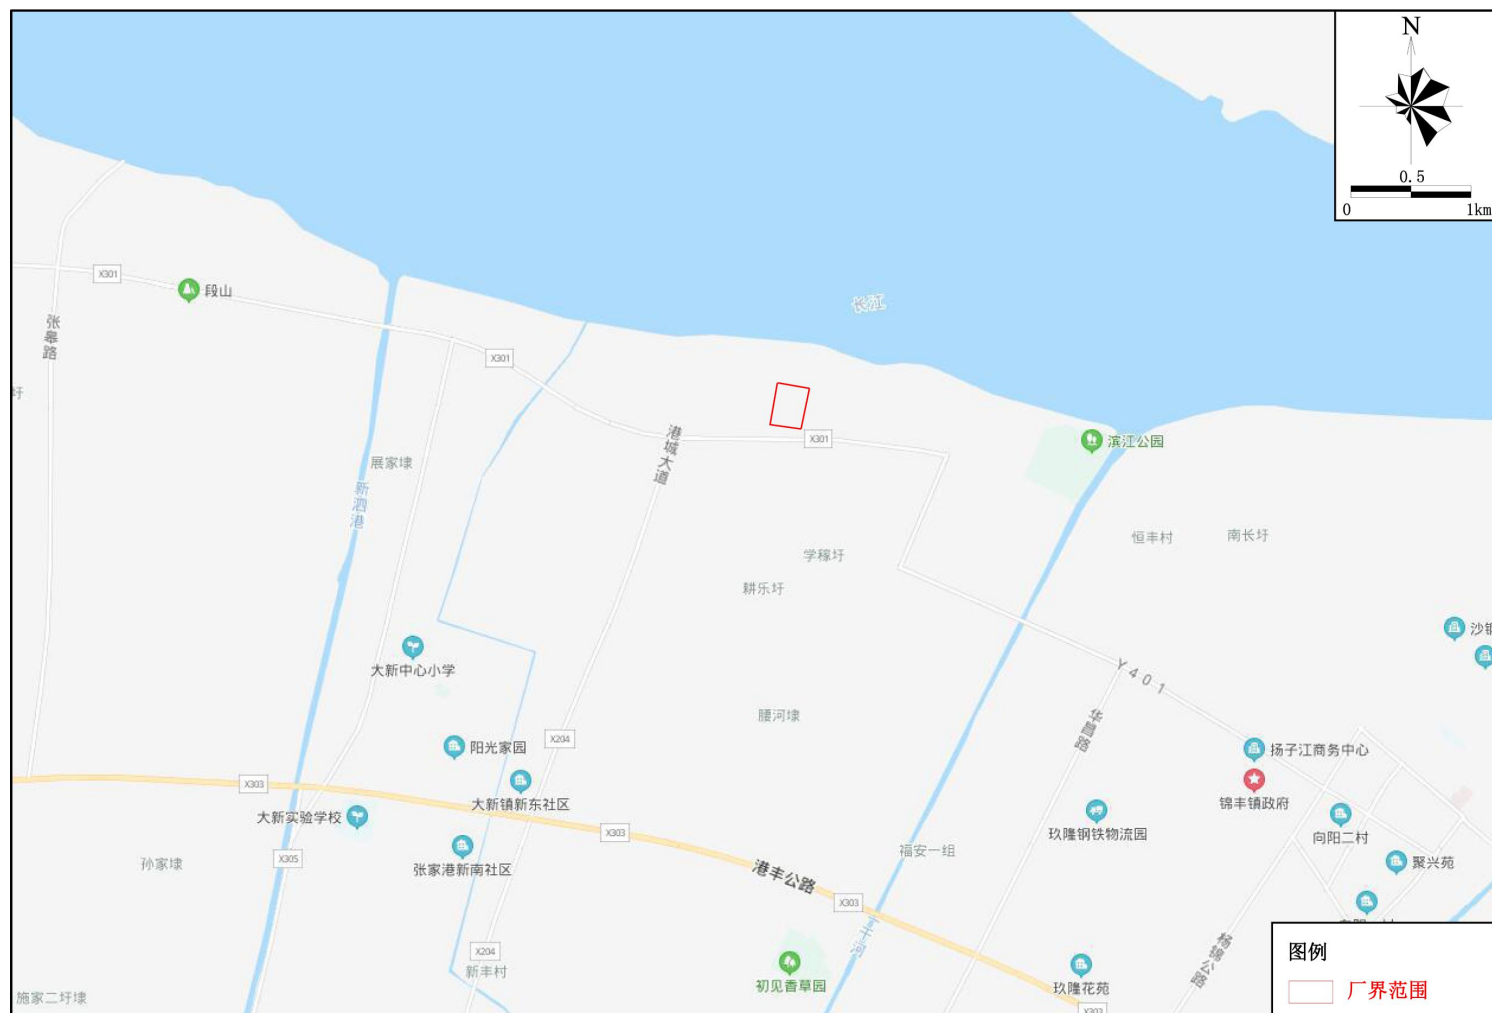 N
0.5
0
1km
X301
段山
长江
张皋路
X301
圩
港城大道
X301
滨江公园
展家埭
新泗港
恒丰村
南长圩
学稼圩
耕乐圩
沙钢
大新中心小学
Y401
腰河埭
华昌路
X204
阳光家园
扬子江商务中心
X303
大新镇新东社区
锦丰镇政府
大新实验学校
X303
玖隆钢铁物流园
向阳二村
孙家埭
X305
张家港新南社区
福安一组
聚兴苑
港丰公路
X303
二干河
杨锦公路
X204
新丰村
初见香草园
玖隆花苑
施家二圩埭
X303
图例
厂界范围